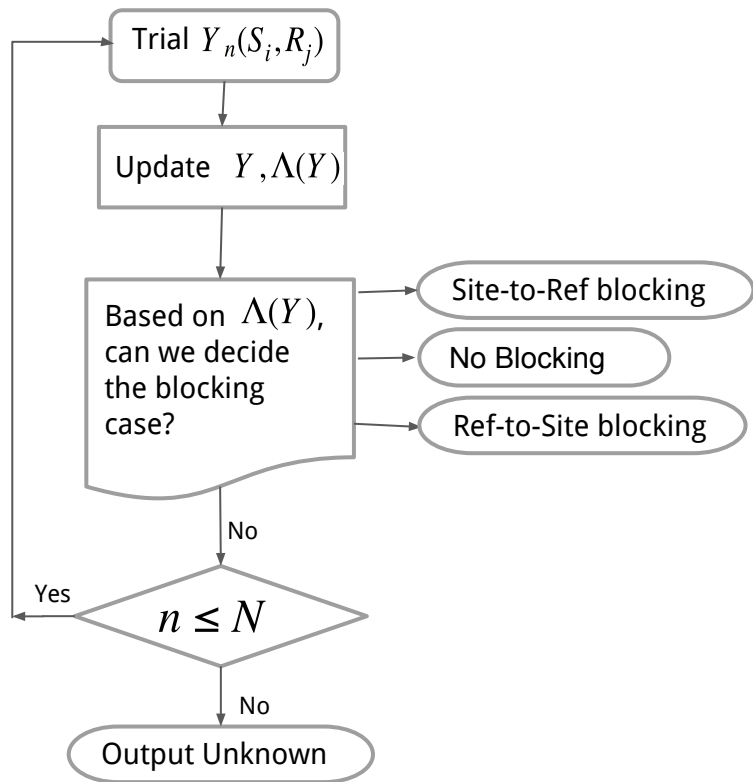 Trial Y_n(S_i, R_j)
Update Y, Λ(Y)
Based on Λ(Y),
can we decide
the blocking
case?
Site-to-Ref blocking
No Blocking
Ref-to-Site blocking
No
Yes
n ≤ N
No
Output Unknown